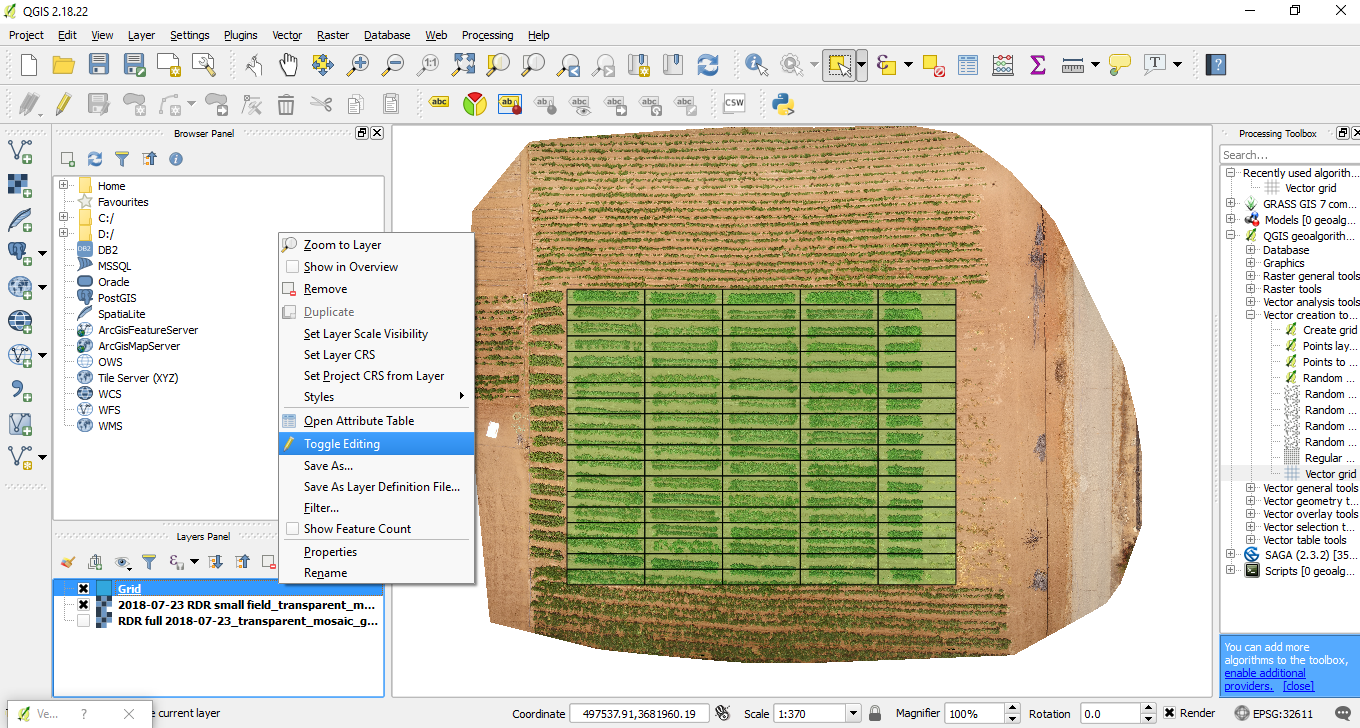 QGIS 2.18.22
Project Edit View Layer Settings Plugins Vector Raster Database Web Processing Help
1:1
T
?
abc
abc
abc
abc
abc
abc
abc
CSW
Browser Panel
Home
Favourites
C:/
D:/
DB2
DB2
MSSQL
Oracle
PostGIS
SpatiaLite
ArcGisFeatureServer
ArcGisMapServer
OWS
Tile Server (XYZ)
WCS
WFS
WMS
Zoom to Layer
Show in Overview
Remove
Duplicate
Set Layer Scale Visibility
Set Layer CRS
Set Project CRS from Layer
Styles
Open Attribute Table
Toggle Editing
Save As...
Save As Layer Definition File...
Filter...
Show Feature Count
Properties
Rename
Layers Panel
Grid
2018-07-23 RDR small field_transparent_m...
RDR full 2018-07-23_transparent_mosaic_g...
Processing Toolbox
Search...
Recently used algorith...
Vector grid
GRASS GIS 7 com...
Models [0 geoalg...
QGIS geoalgorith...
Database
Graphics
Raster general tools
Raster tools
Vector analysis tools
Vector creation to...
Create grid
Points lay...
Points to ...
Random ...
Random ...
Random ...
Random ...
Random ...
Regular ...
Vector grid
Vector general tools
Vector geometry t...
Vector overlay tools
Vector selection t...
Vector table tools
SAGA (2.3.2) [35...
Scripts [0 geoalg...
You can add more
algorithms to the toolbox,
enable additional
providers. [close]
Ve... ?
e current layer
Coordinate 497537.91,3681960.19 Scale 1:370 Magnifier 100% Rotation 0.0 Render EPSG:32611